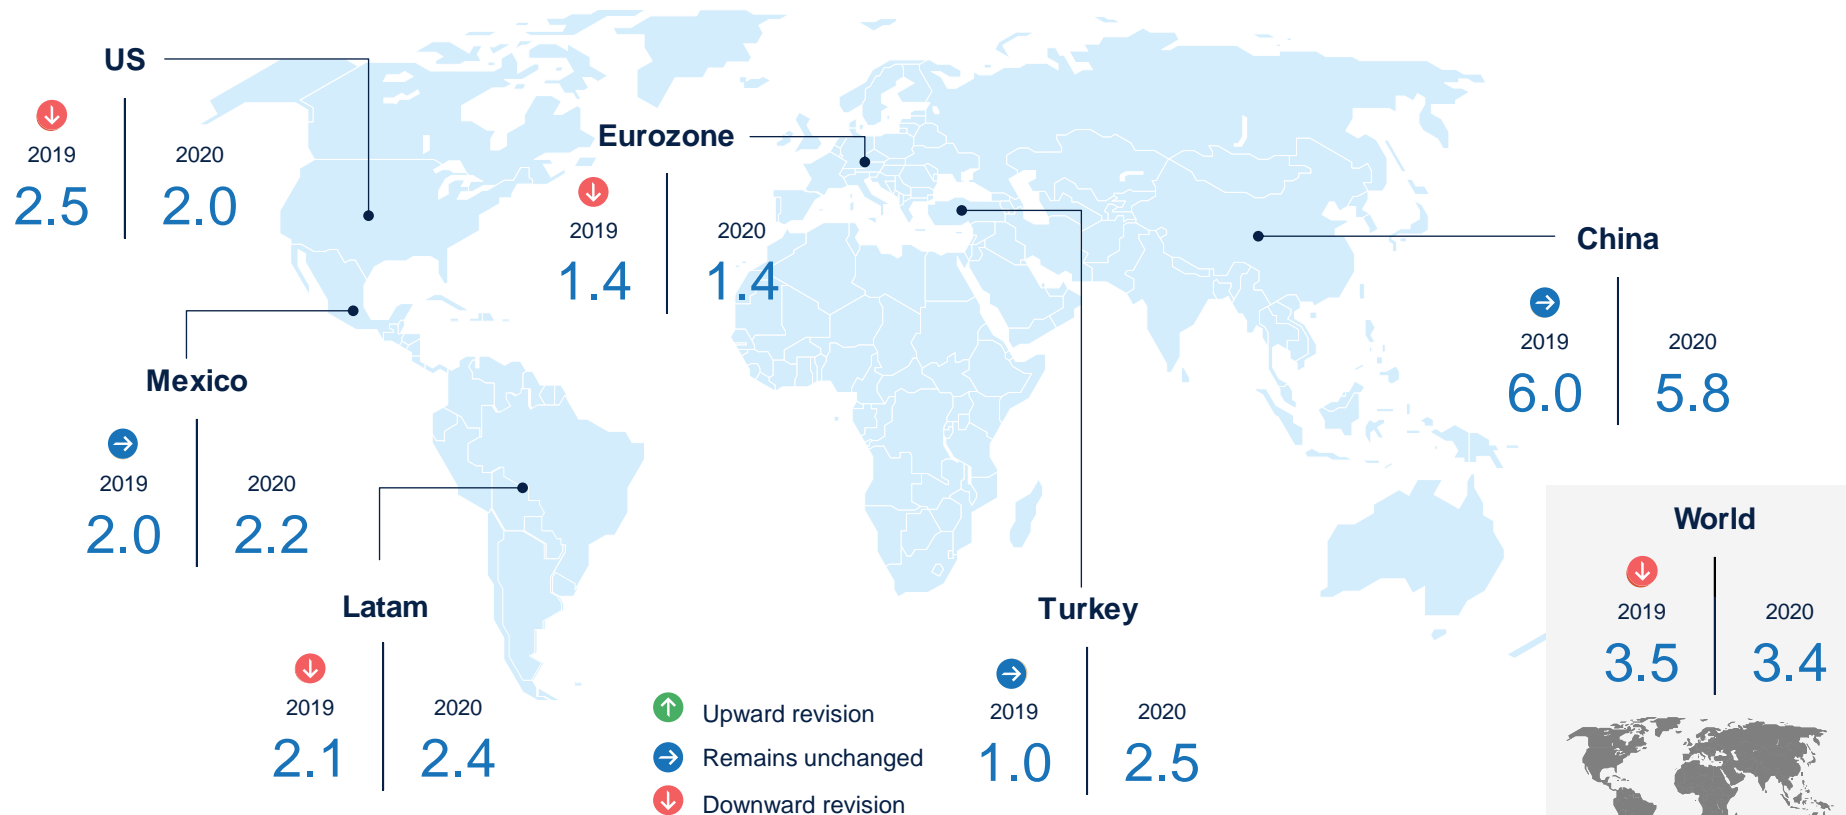 US
2019 2020
2.5 2.0
Eurozone
2019 2020
1.4 1.4
China
2019 2020
6.0 5.8
Mexico
2019 2020
2.0 2.2
World
2019 2020
3.5 3.4
Latam
2019 2020
2.1 2.4
Turkey
2019 2020
1.0 2.5
Upward revision
Remains unchanged
Downward revision